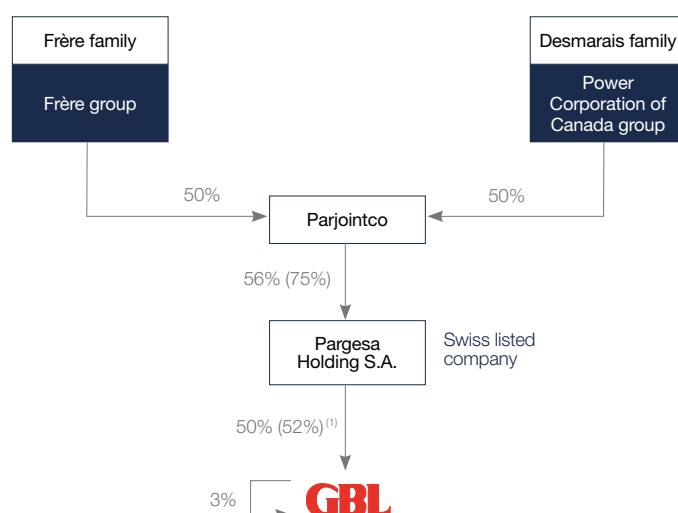 Frère family
Desmarais family
Frère group
Power
Corporation of
Canada group
50%
50%
Parjointco
56% (75%)
Pargesa
Holding S.A.
Swiss listed
company
50% (52%) (1)
3%
GBL